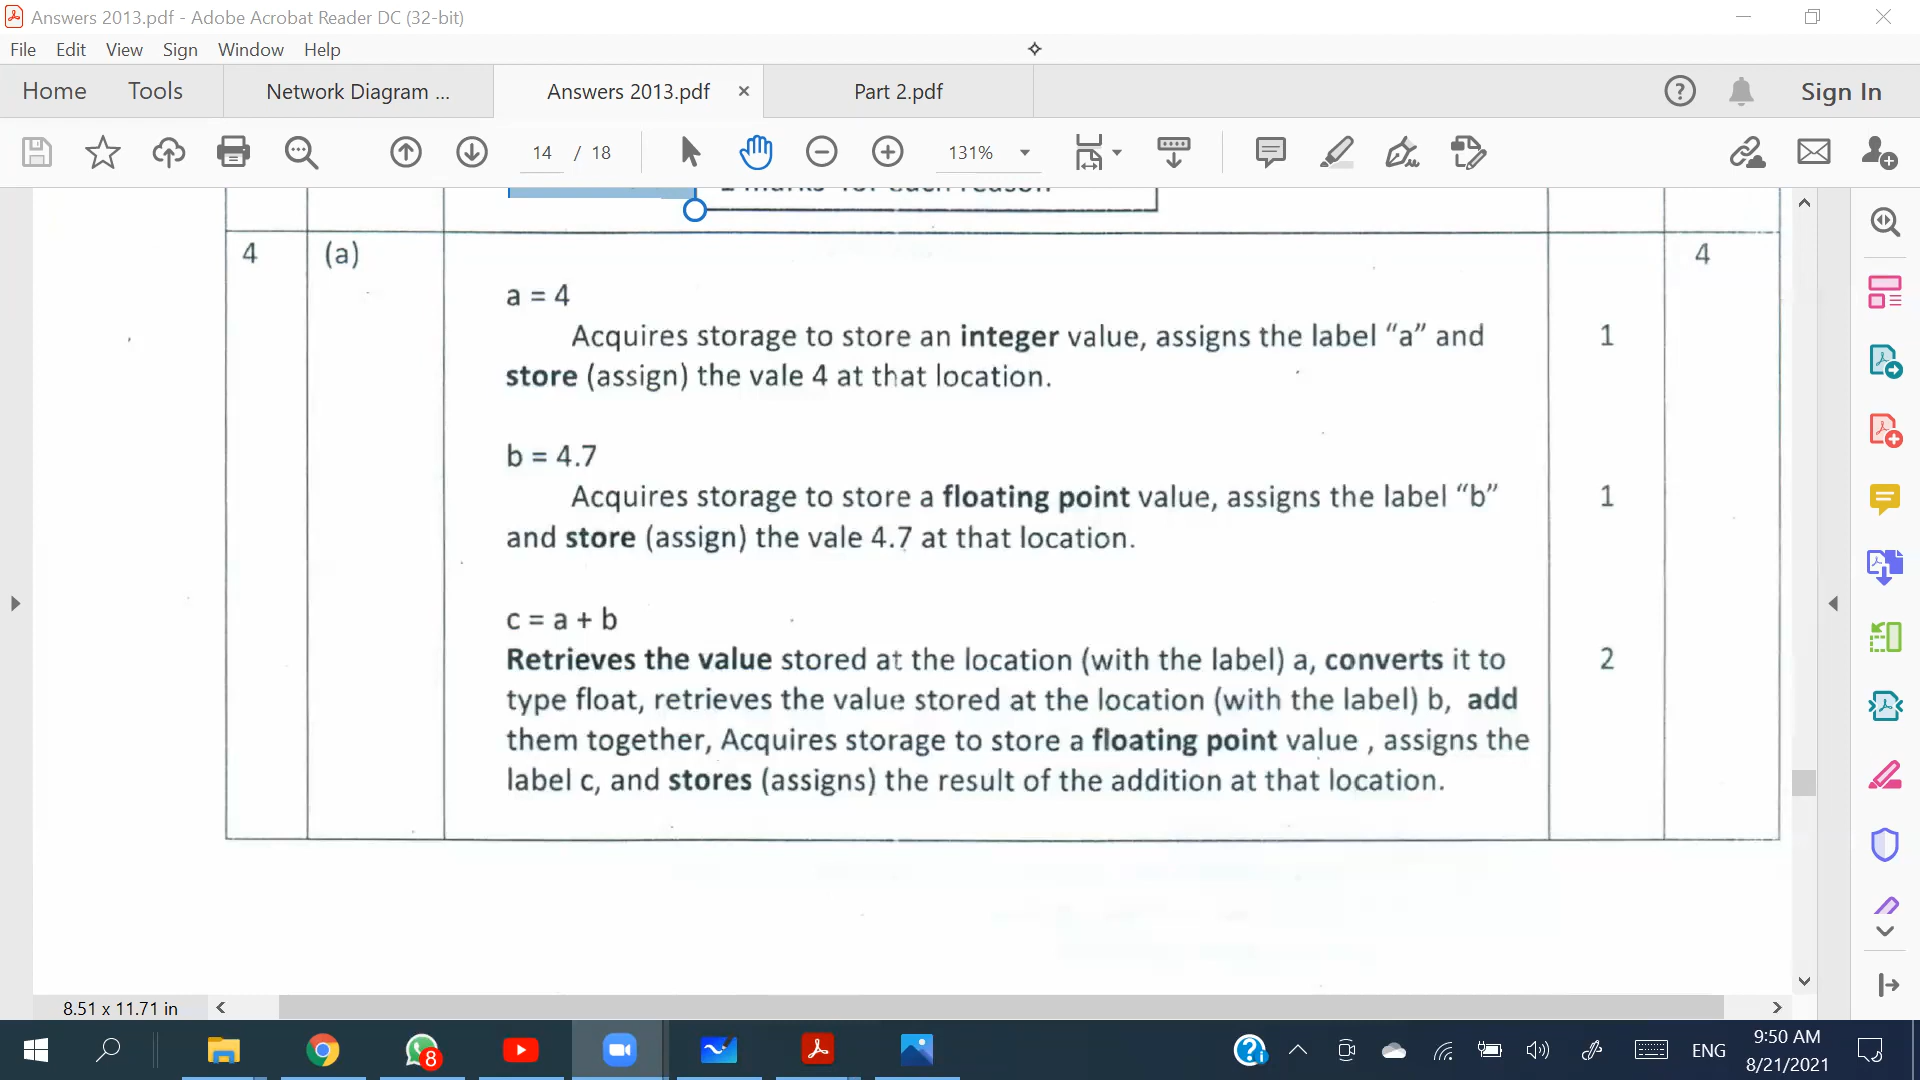 Answers 2013.pdf - Adobe Acrobat Reader DC (32-bit)
File Edit View Sign Window Help
Home Tools Network Diagram ... Answers 2013.pdf × Part 2.pdf Sign In
14 / 18 131%
4 (a) 4
a = 4
Acquires storage to store an integer value, assigns the label “a” and 1
store (assign) the vale 4 at that location.
b = 4.7
Acquires storage to store a floating point value, assigns the label “b” 1
and store (assign) the vale 4.7 at that location.
c = a + b
Retrieves the value stored at the location (with the label) a, converts it to 2
type float, retrieves the value stored at the location (with the label) b, add
them together, Acquires storage to store a floating point value , assigns the
label c, and stores (assigns) the result of the addition at that location.
8.51 x 11.71 in
8
ENG
9:50 AM
8/21/2021